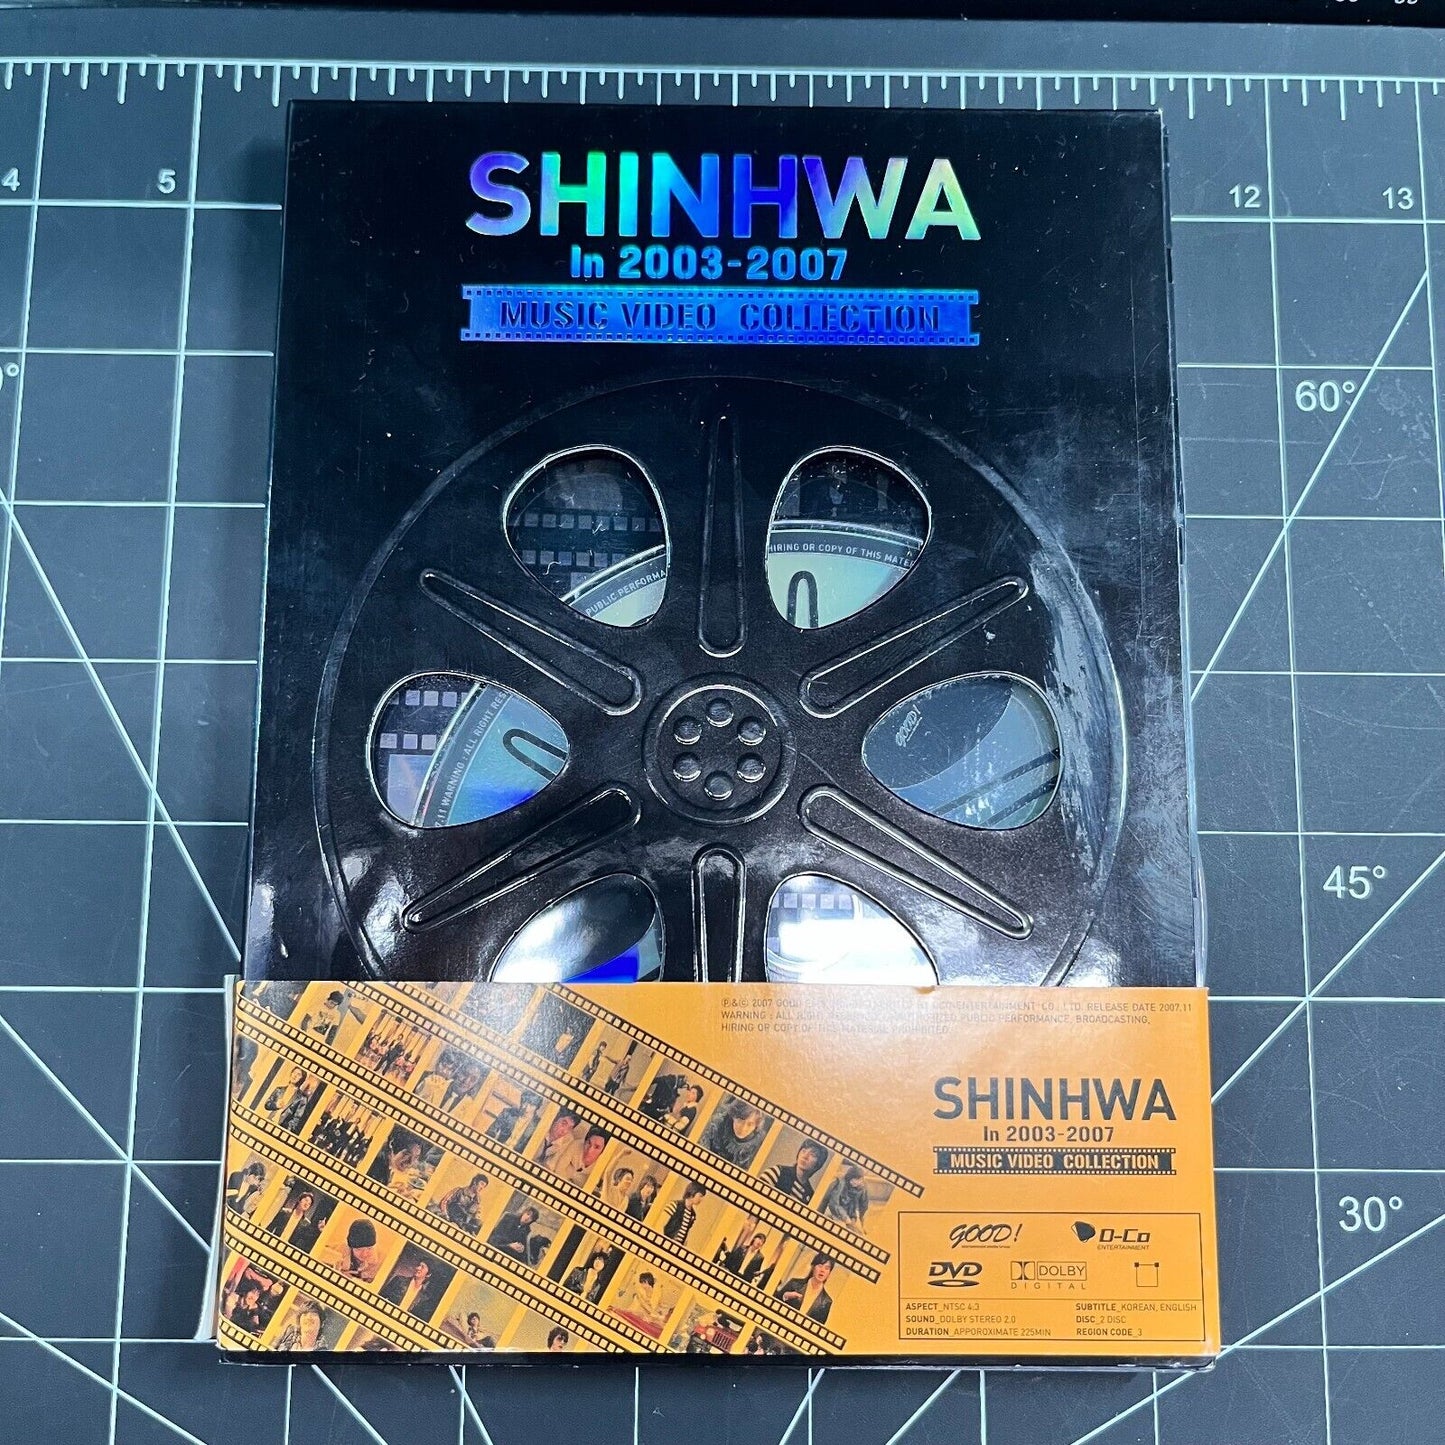 4
5
12
13
60°
45°
30°
SHINHWA
In 2003-2007
MUSIC VIDEO COLLECTION
PUBLIC PERFORMA
HIRING OR COPY OF THIS MATE
WARNING : ALL RIGHT RES
GOOD!
℗&© 2007 GOOD ENTERTAINMENT CO., LTD. RELEASE DATE 2007.11
WARNING : ALL RIGHT PUBLIC PERFORMANCE, BROADCASTING,
HIRING OR COPY OF THIS MATERIAL PROHIBITED.
SHINHWA
In 2003-2007
MUSIC VIDEO COLLECTION
GOOD!
D-Co
ENTERTAINMENT
DVD
DOLBY
DIGITAL
ASPECT_NTSC 4:3
SOUND_DOLBY STEREO 2.0
DURATION_APPOROXIMATE 225MIN
SUBTITLE_KOREAN, ENGLISH
DISC_2 DISC
REGION CODE_3